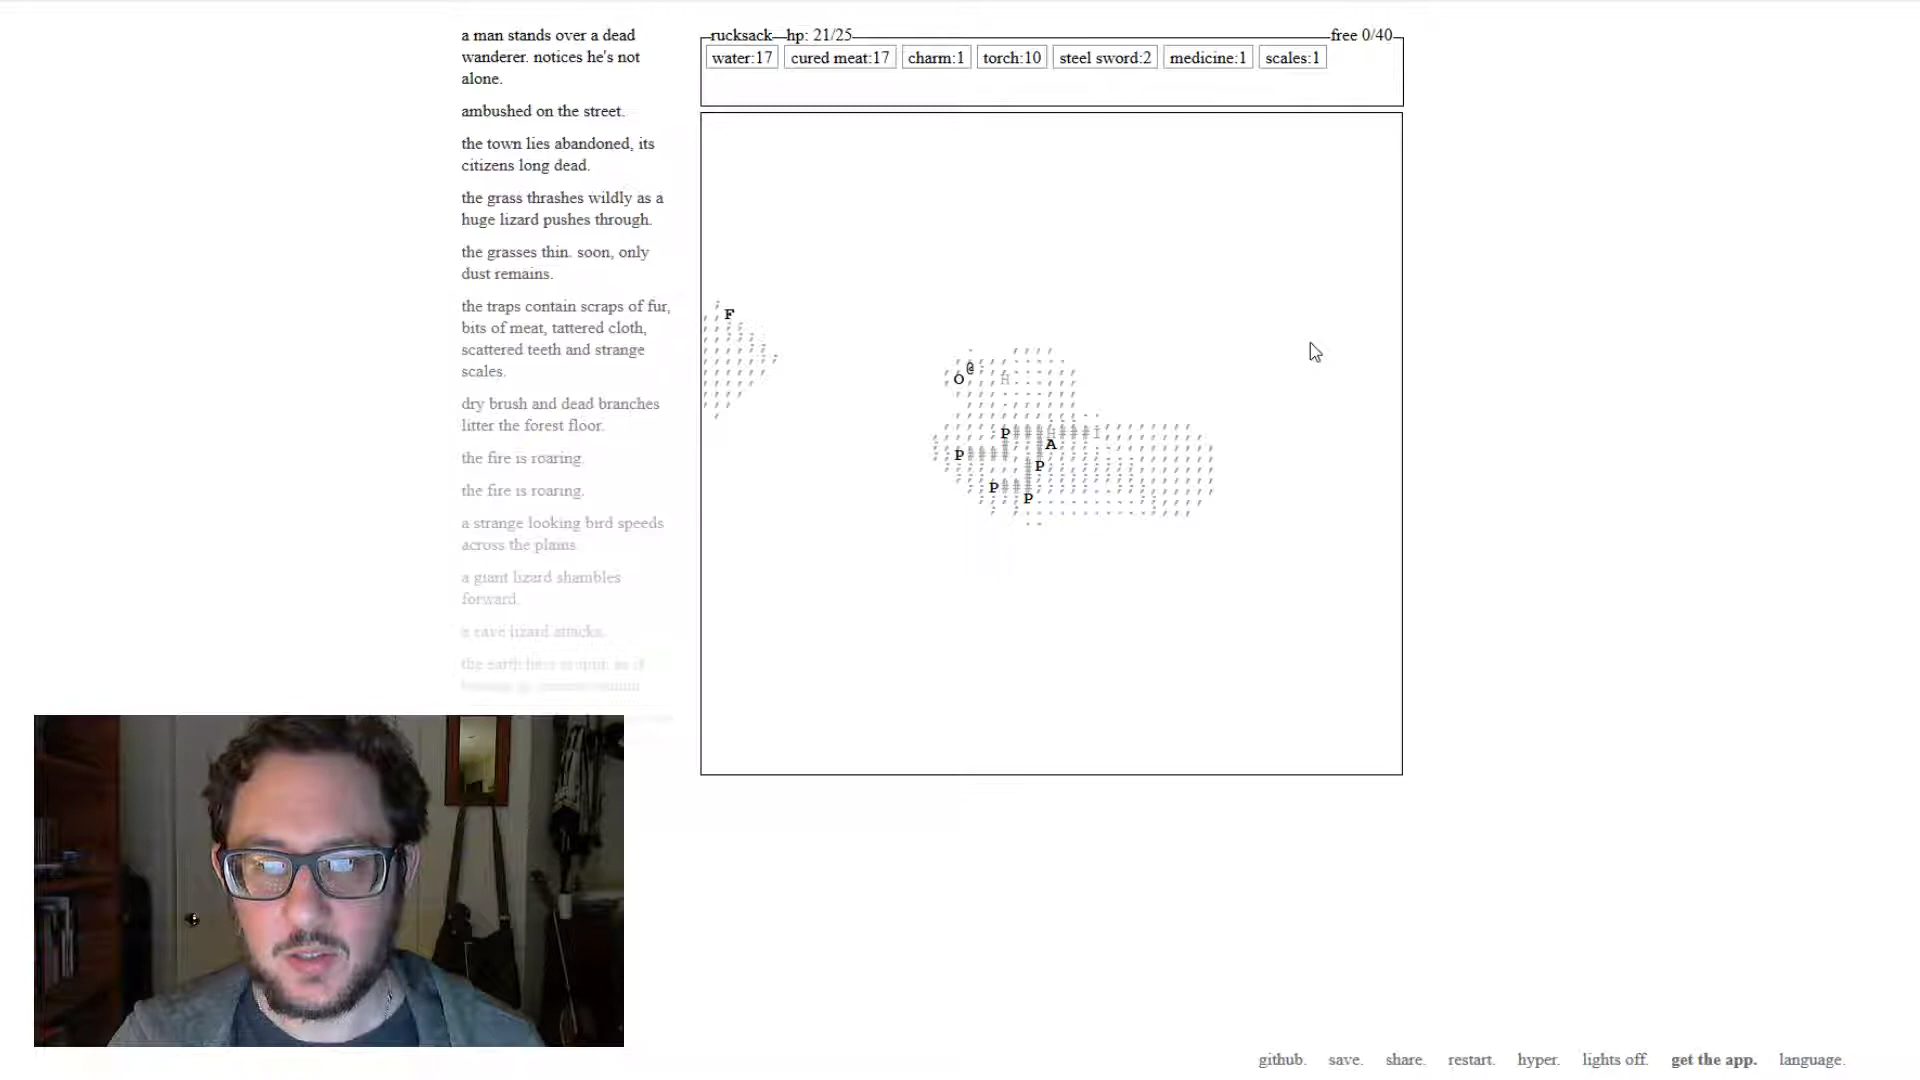 a man stands over a dead
wanderer. notices he's not
alone.
ambushed on the street.
the town lies abandoned, its
citizens long dead.
the grass thrashes wildly as a
huge lizard pushes through.
the grasses thin. soon, only
dust remains.
the traps contain scraps of fur,
bits of meat, tattered cloth,
scattered teeth and strange
scales.
dry brush and dead branches
litter the forest floor.
the fire is roaring.
the fire is roaring.
a strange looking bird speeds
across the plains.
a giant lizard shambles
forward.
a cave lizard attacks.
the earth
rucksack hp: 21/25 free 0/40
water:17 cured meat:17 charm:1 torch:10 steel sword:2 medicine:1 scales:1
F
@
O H
P H I
A
P
P
P
P
github. save. share. restart. hyper. lights off. get the app. language.